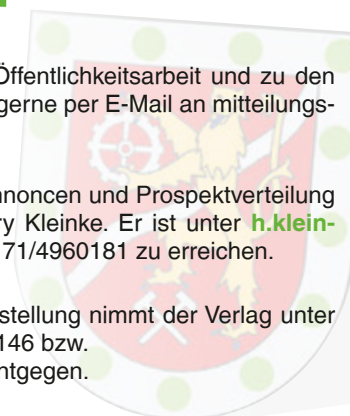 Öffentlichkeitsarbeit und zu den
gerne per E-Mail an mitteilungs-
nnoncen und Prospektverteilung
ry Kleinke. Er ist unter h.klein-
71/4960181 zu erreichen.
stellung nimmt der Verlag unter
146 bzw.
ntgegen.